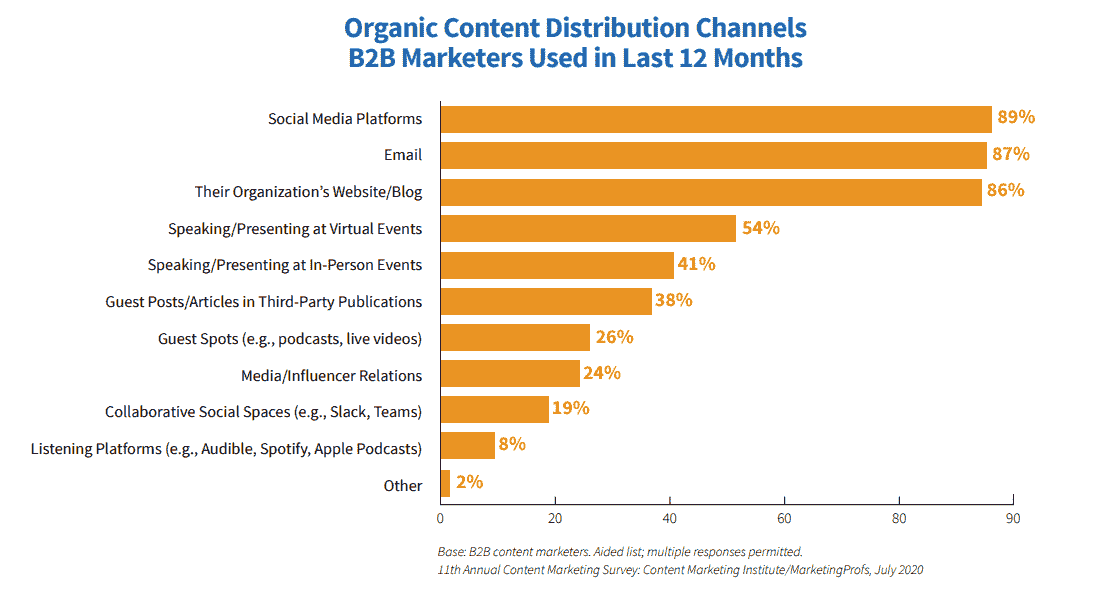 Organic Content Distribution Channels
B2B Marketers Used in Last 12 Months
Social Media Platforms 89%
Email 87%
Their Organization’s Website/Blog 86%
Speaking/Presenting at Virtual Events 54%
Speaking/Presenting at In-Person Events 41%
Guest Posts/Articles in Third-Party Publications 38%
Guest Spots (e.g., podcasts, live videos) 26%
Media/Influencer Relations 24%
Collaborative Social Spaces (e.g., Slack, Teams) 19%
Listening Platforms (e.g., Audible, Spotify, Apple Podcasts) 8%
Other 2%
0 20 40 60 80 90
Base: B2B content marketers. Aided list; multiple responses permitted.
11th Annual Content Marketing Survey: Content Marketing Institute/MarketingProfs, July 2020